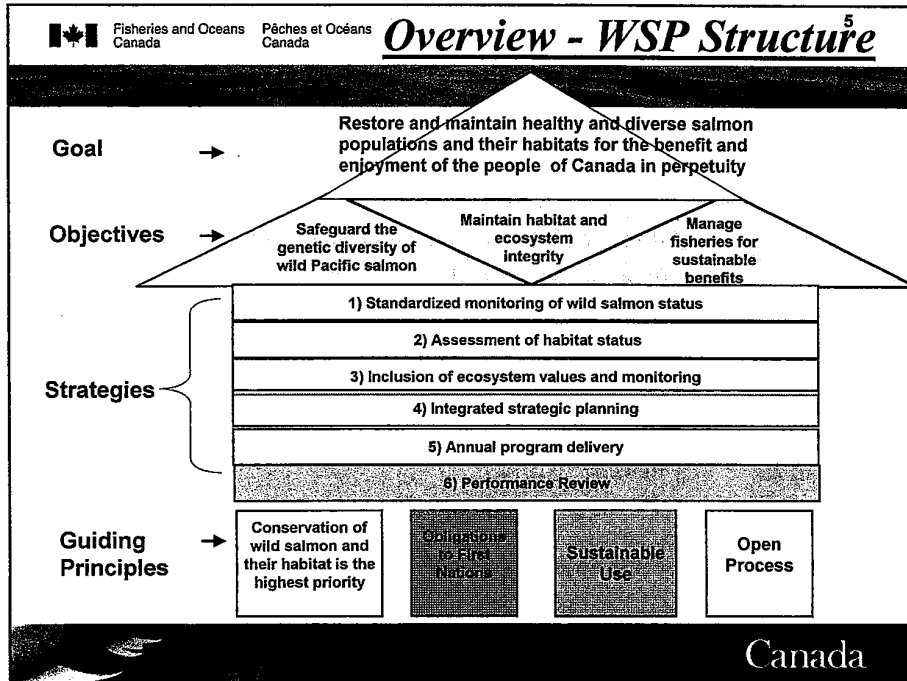 Fisheries and Oceans
Canada
Pêches et Océans
Canada
Overview - WSP Structure
5
Goal
Restore and maintain healthy and diverse salmon
populations and their habitats for the benefit and
enjoyment of the people of Canada in perpetuity
Objectives
Safeguard the
genetic diversity of
wild Pacific salmon
Maintain habitat and
ecosystem
integrity
Manage
fisheries for
sustainable
benefits
Strategies
1) Standardized monitoring of wild salmon status
2) Assessment of habitat status
3) Inclusion of ecosystem values and monitoring
4) Integrated strategic planning
5) Annual program delivery
6) Performance Review
Guiding
Principles
Conservation of
wild salmon and
their habitat is the
highest priority
Obligations
to First
Nations
Sustainable
Use
Open
Process
Canada